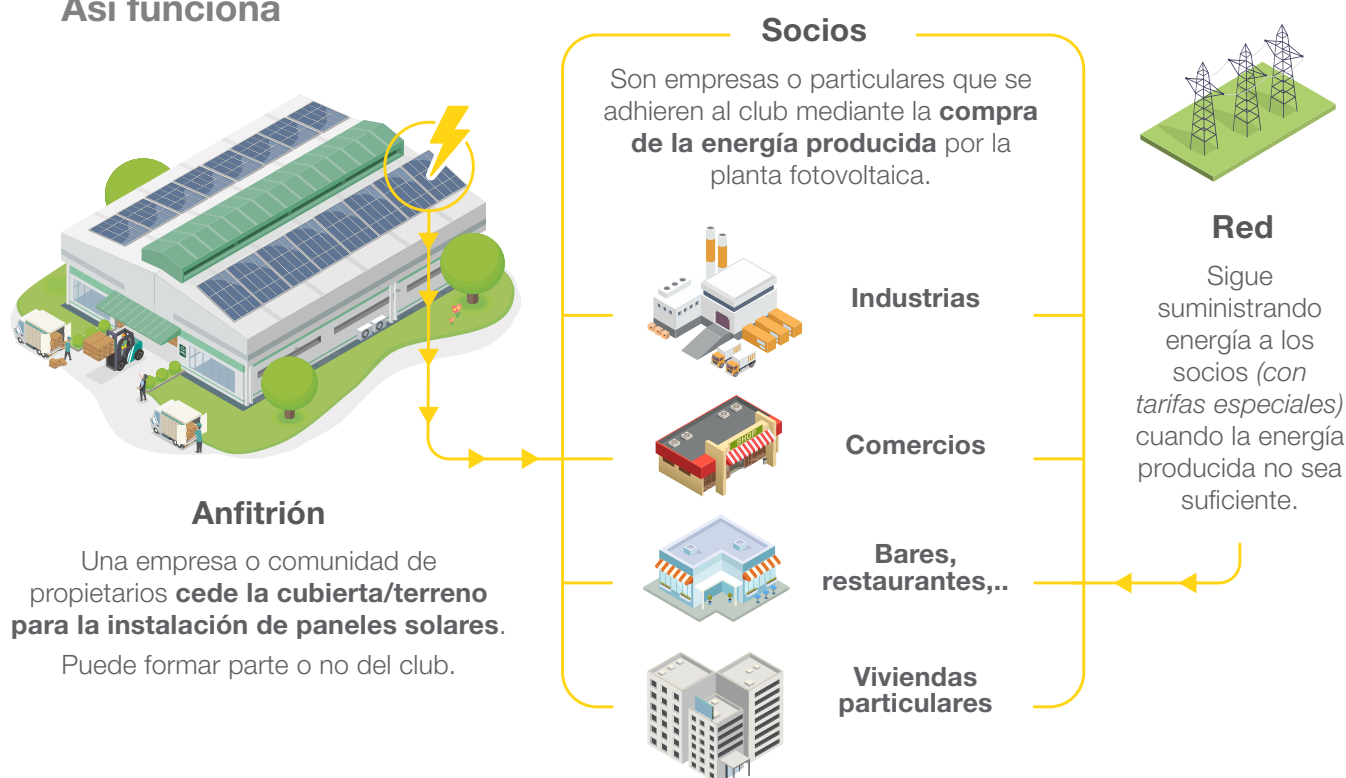 Así funciona
Socios
Son empresas o particulares que se
adhieren al club mediante la compra
de la energía producida por la
planta fotovoltaica.
Industrias
SHOP
Comercios
Bares,
restaurantes,..
Viviendas
particulares
Anfitrión
Una empresa o comunidad de
propietarios cede la cubierta/terreno
para la instalación de paneles solares.
Puede formar parte o no del club.
Red
Sigue
suministrando
energía a los
socios (con
tarifas especiales)
cuando la energía
producida no sea
suficiente.